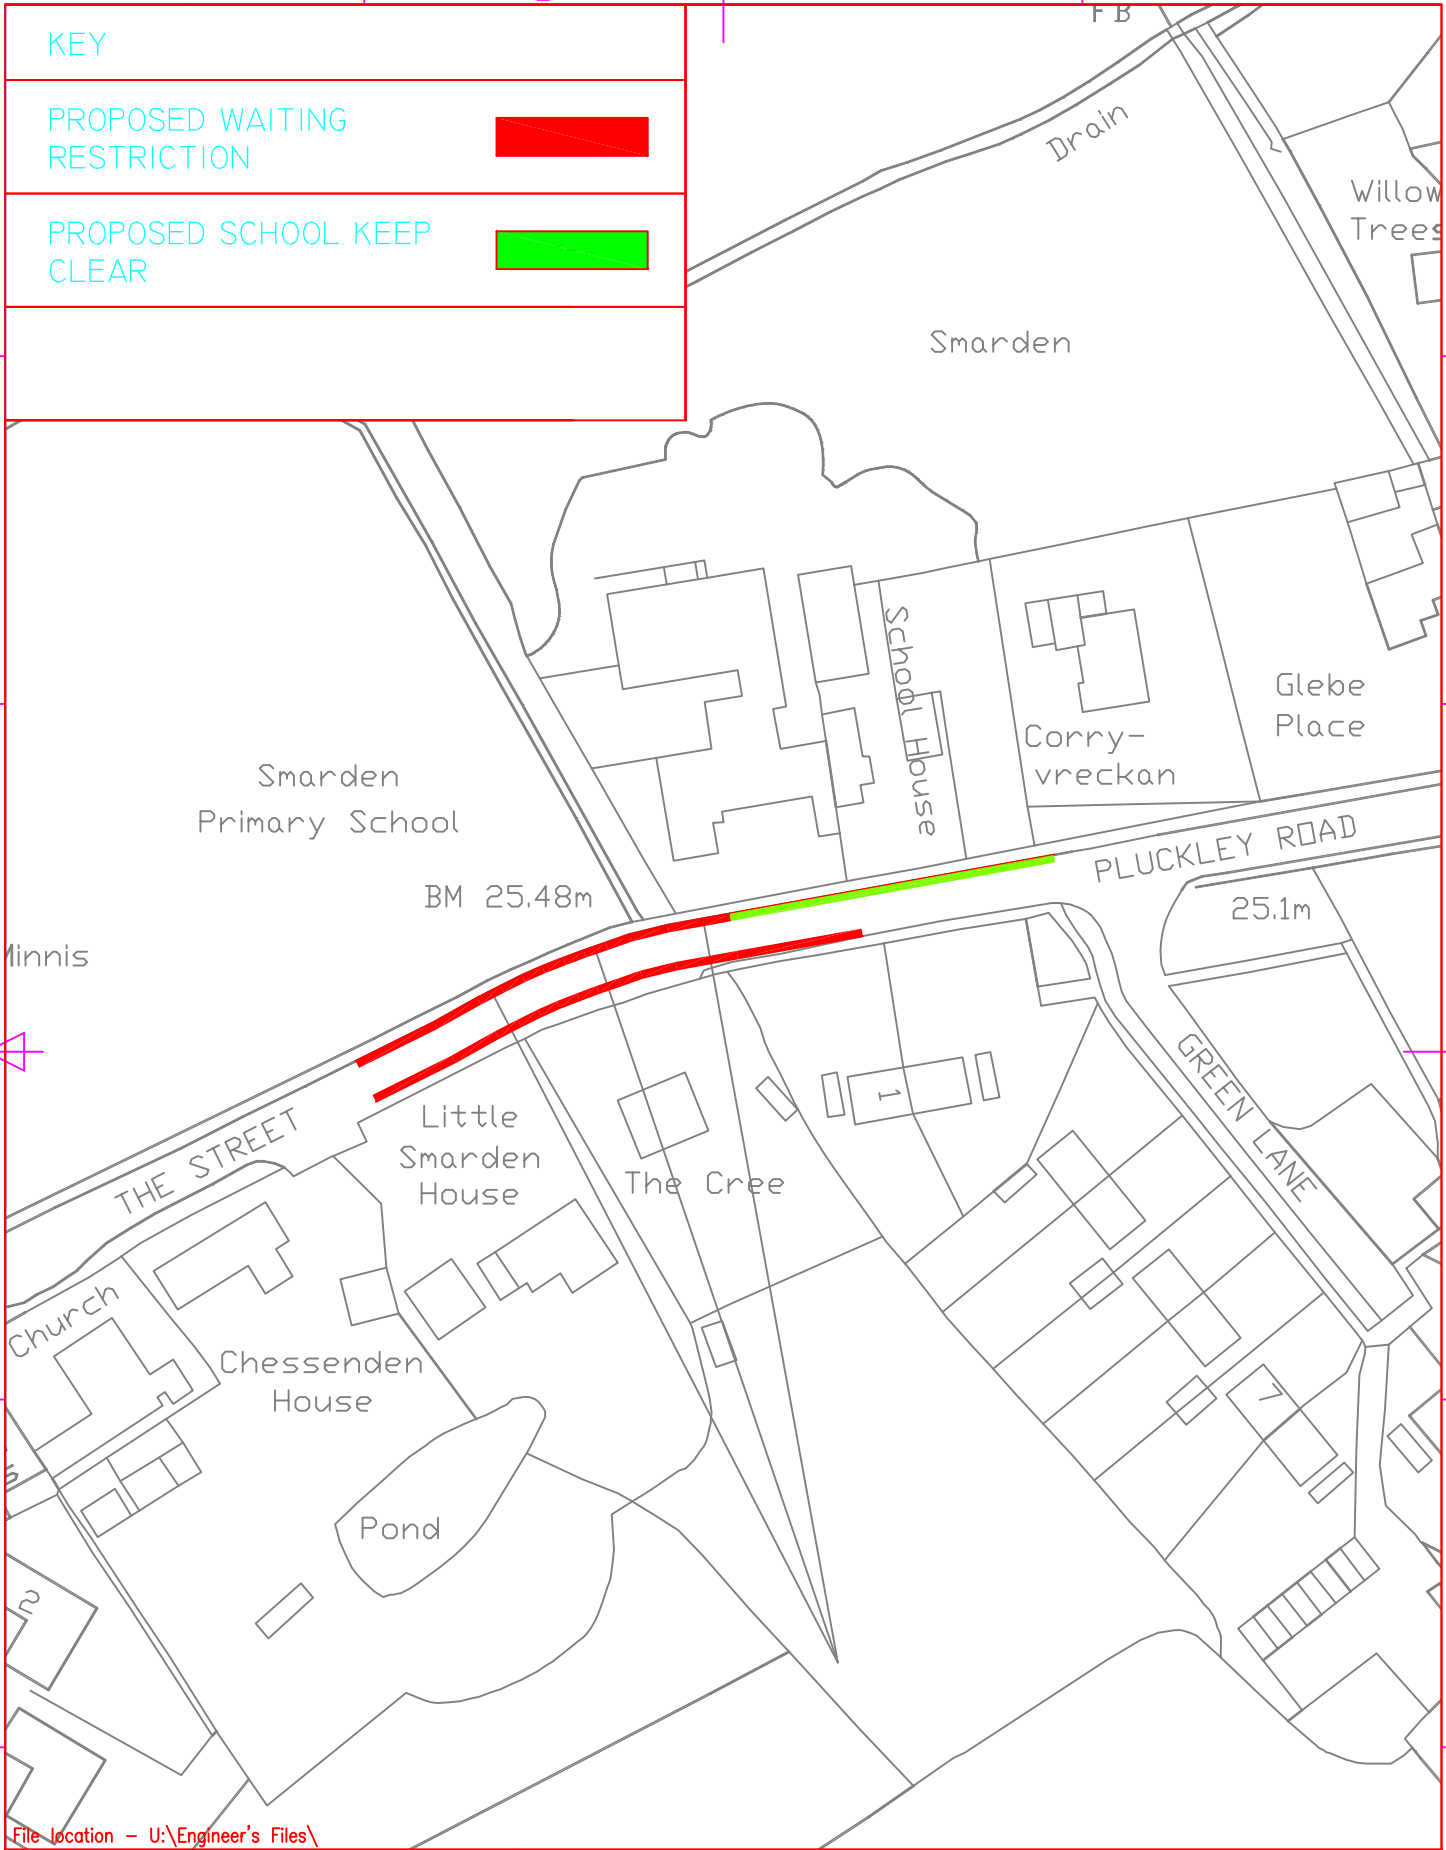 KEY
PROPOSED WAITING
RESTRICTION
PROPOSED SCHOOL KEEP
CLEAR
FB
Drain
Willow
Trees
Smarden
School House
Glebe
Place
Corry-
vreckan
Smarden
Primary School
PLUCKLEY ROAD
BM 25.48m
25.1m
Minnis
GREEN LANE
1
THE STREET
Little
Smarden
House
The Cree
Church
Chessenden
House
7
Pond
2
File location - U:\Engineer's Files\